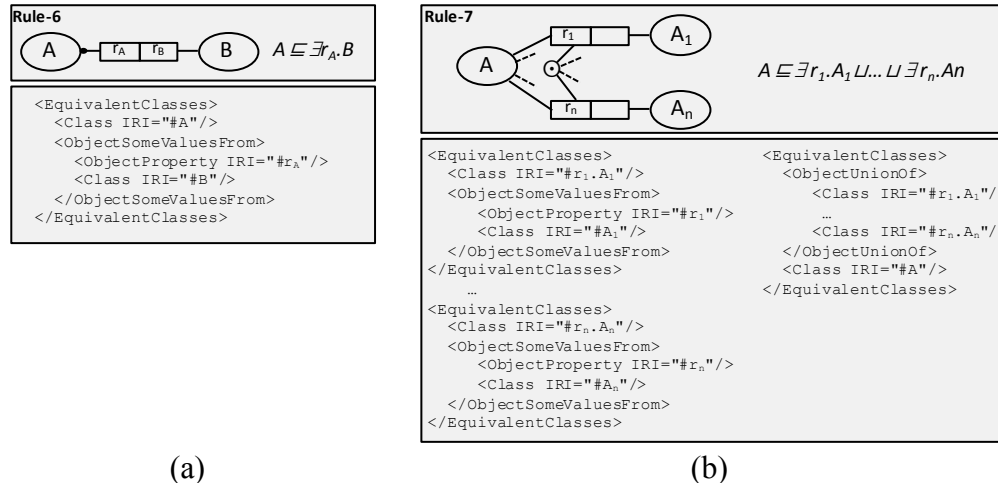 Rule-6
A r_A r_B B A ⊑ ∃r_A.B
<EquivalentClasses>
<Class IRI="#A"/>
<ObjectSomeValuesFrom>
<ObjectProperty IRI="#r_A"/>
<Class IRI="#B"/>
</ObjectSomeValuesFrom>
</EquivalentClasses>
(a)
Rule-7
r_1 A_1
A
A ⊑ ∃r_1.A_1⊔...⊔ ∃r_n.An
r_n A_n
<EquivalentClasses>
<Class IRI="#r_1.A_1"/>
<ObjectSomeValuesFrom>
<ObjectProperty IRI="#r_1"/>
<Class IRI="#A_1"/>
</ObjectSomeValuesFrom>
</EquivalentClasses>
…
<EquivalentClasses>
<Class IRI="#r_n.A_n"/>
<ObjectSomeValuesFrom>
<ObjectProperty IRI="#r_n"/>
<Class IRI="#A_n"/>
</ObjectSomeValuesFrom>
</EquivalentClasses>
<EquivalentClasses>
<ObjectUnionOf>
<Class IRI="#r_1.A_1"/
…
<Class IRI="#r_n.A_n"/
</ObjectUnionOf>
<Class IRI="#A"/>
</EquivalentClasses>
(b)